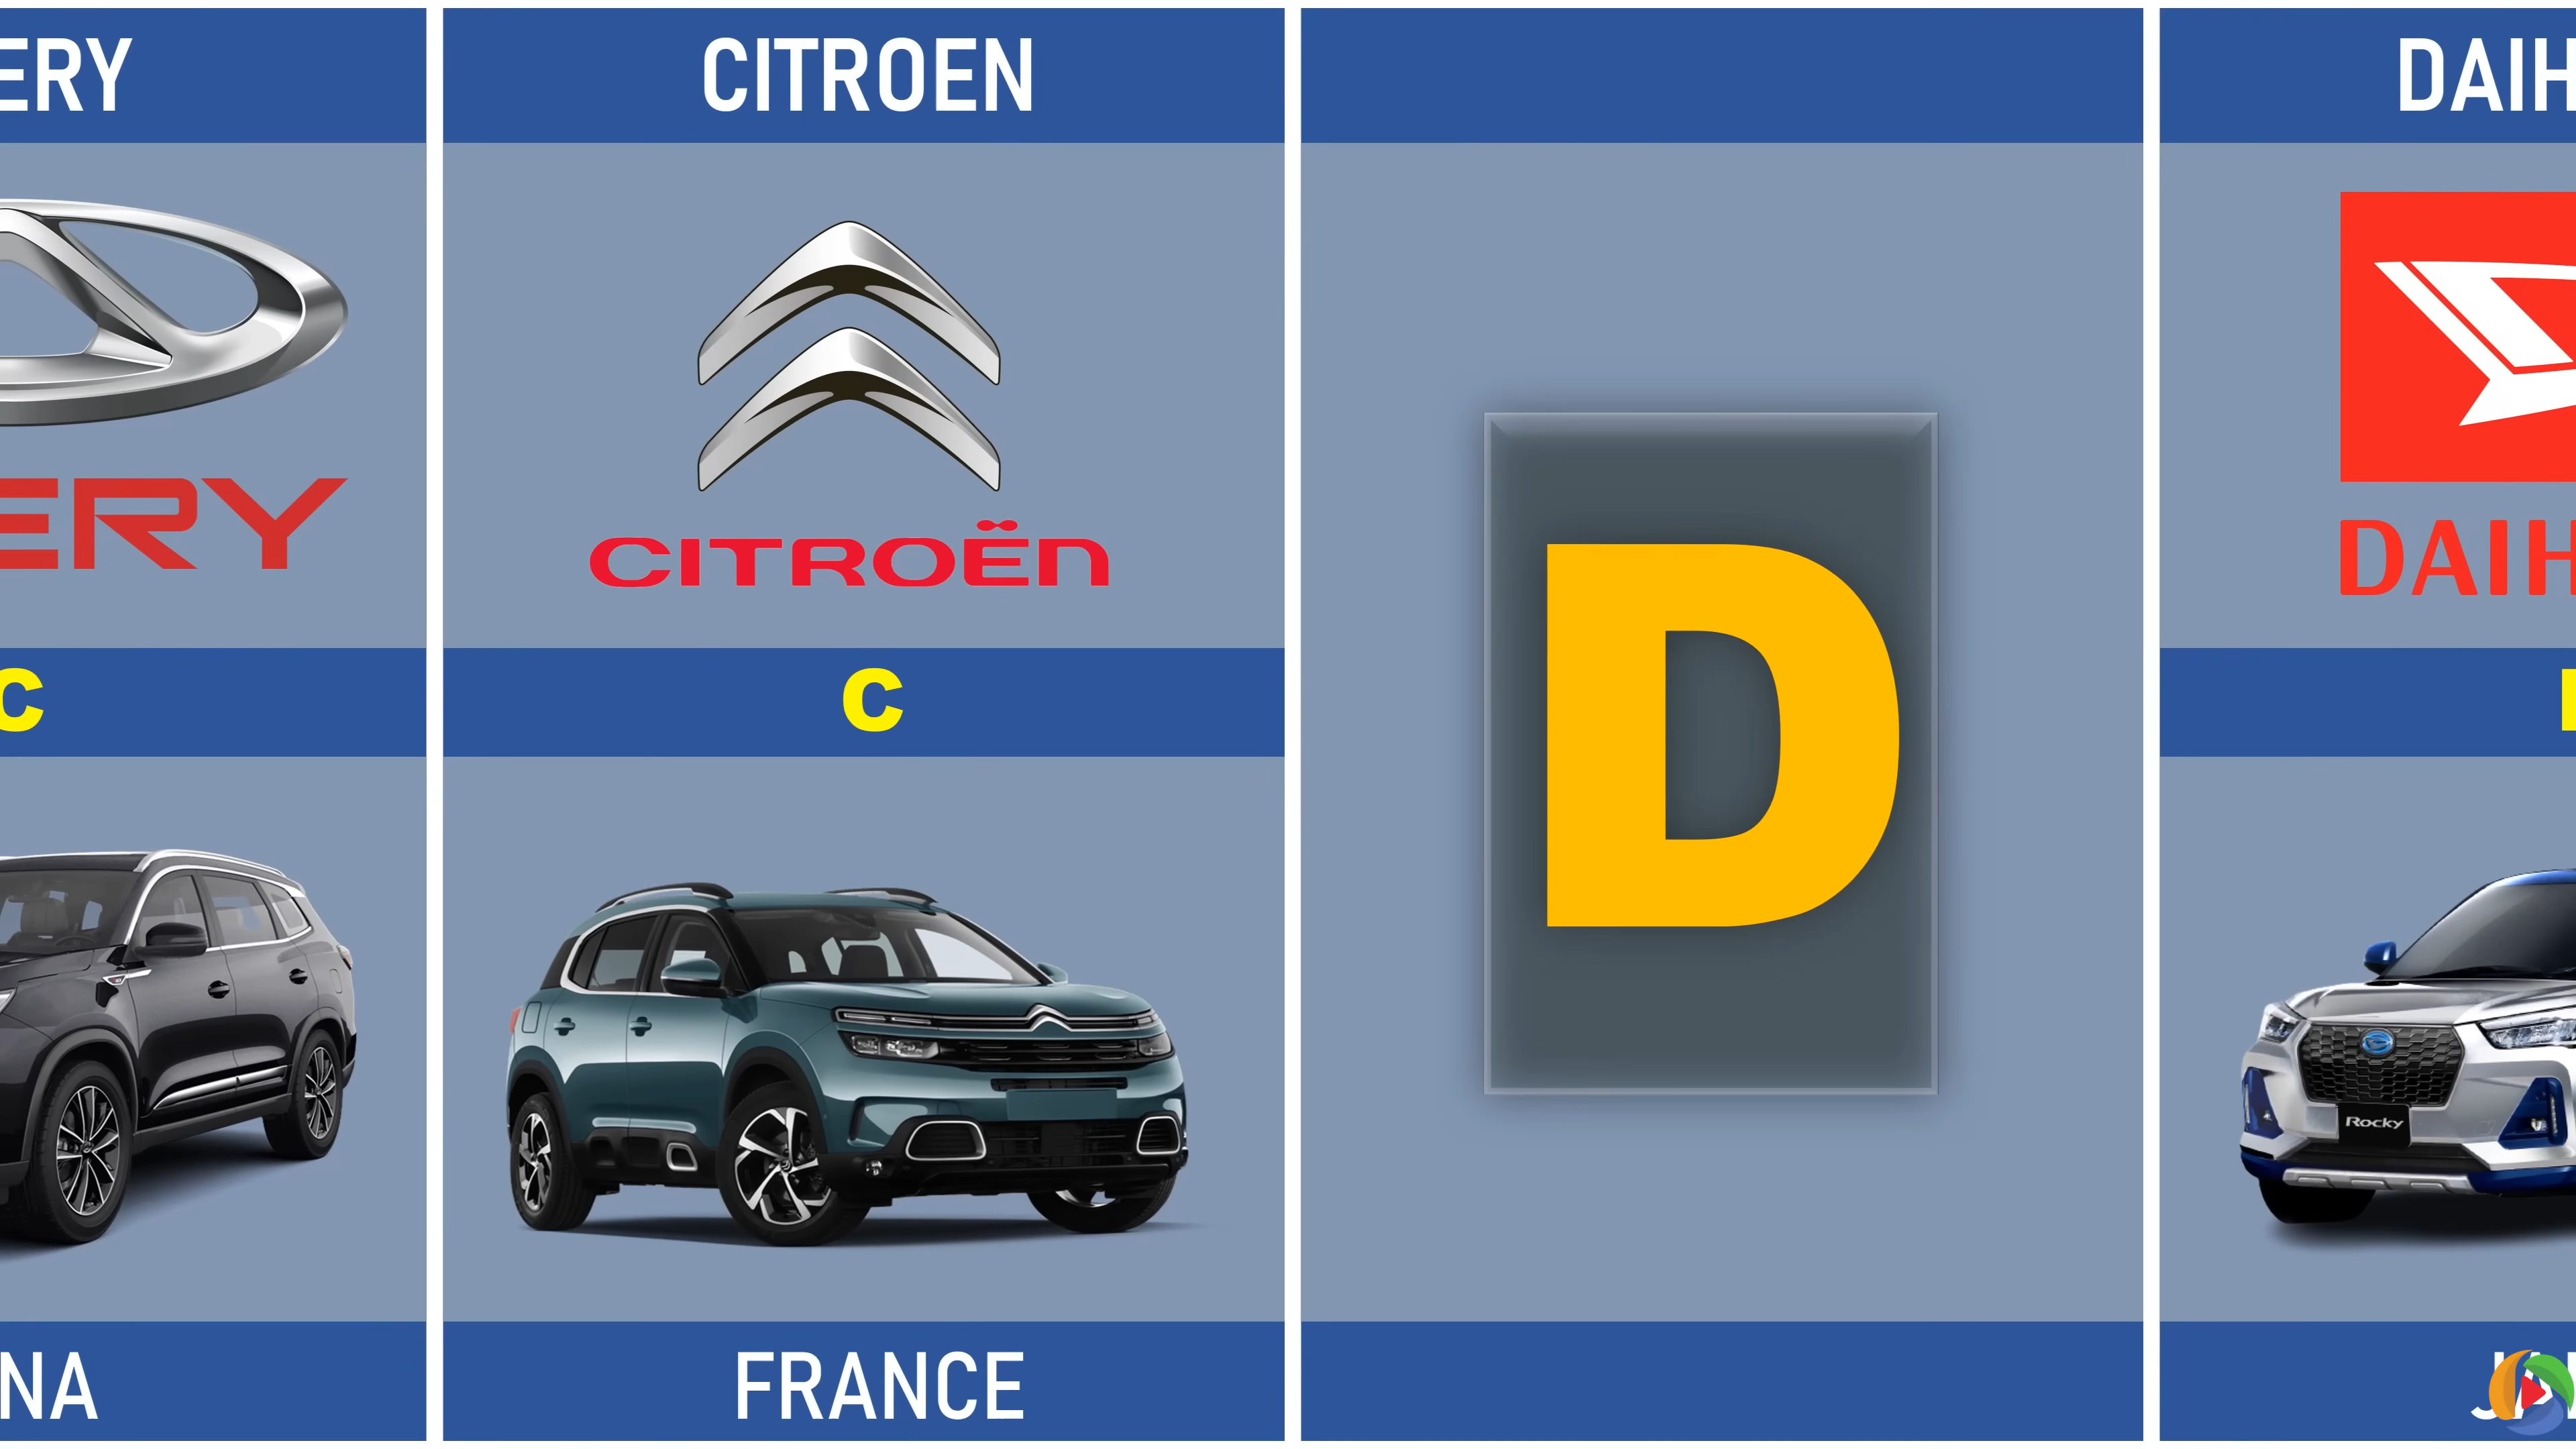 ERY
ERY
C
NA
CITROEN
CITROËN
C
FRANCE
D
DAIH
DAIH
Rocky